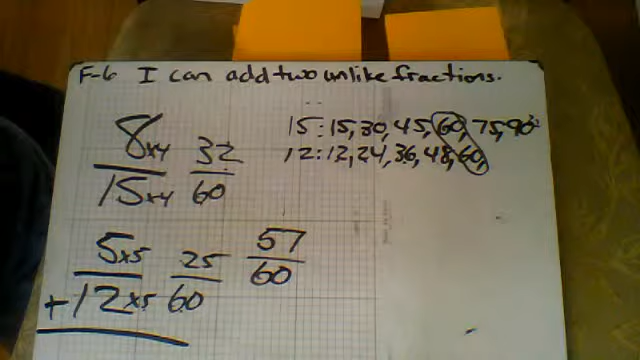 F-6 I can add two unlike fractions.
15: 15, 30, 45, 60, 75, 90
12: 12, 24, 36, 48, 60,
8x4 32
15x4 60
5x5 25 57
+ 12x5 60 60